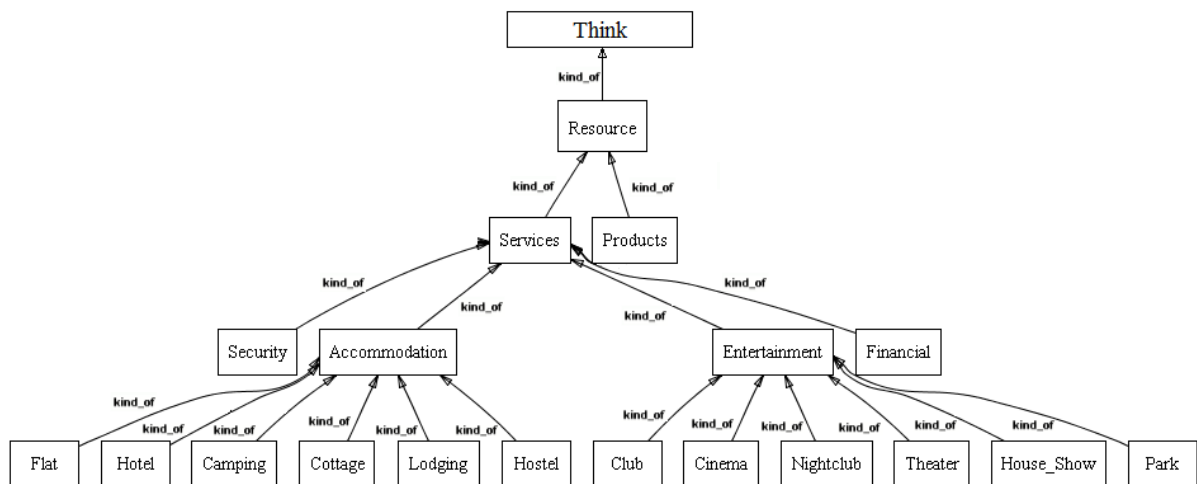 Think
kind_of
Resource
kind_of kind_of
Services Products
kind_of kind_of kind_of kind_of
Security Accommodation Entertainment Financial
kind_of kind_of kind_of kind_of kind_of kind_of kind_of kind_of kind_of kind_of kind_of kind_of
Flat Hotel Camping Cottage Lodging Hostel Club Cinema Nightclub Theater House_Show Park